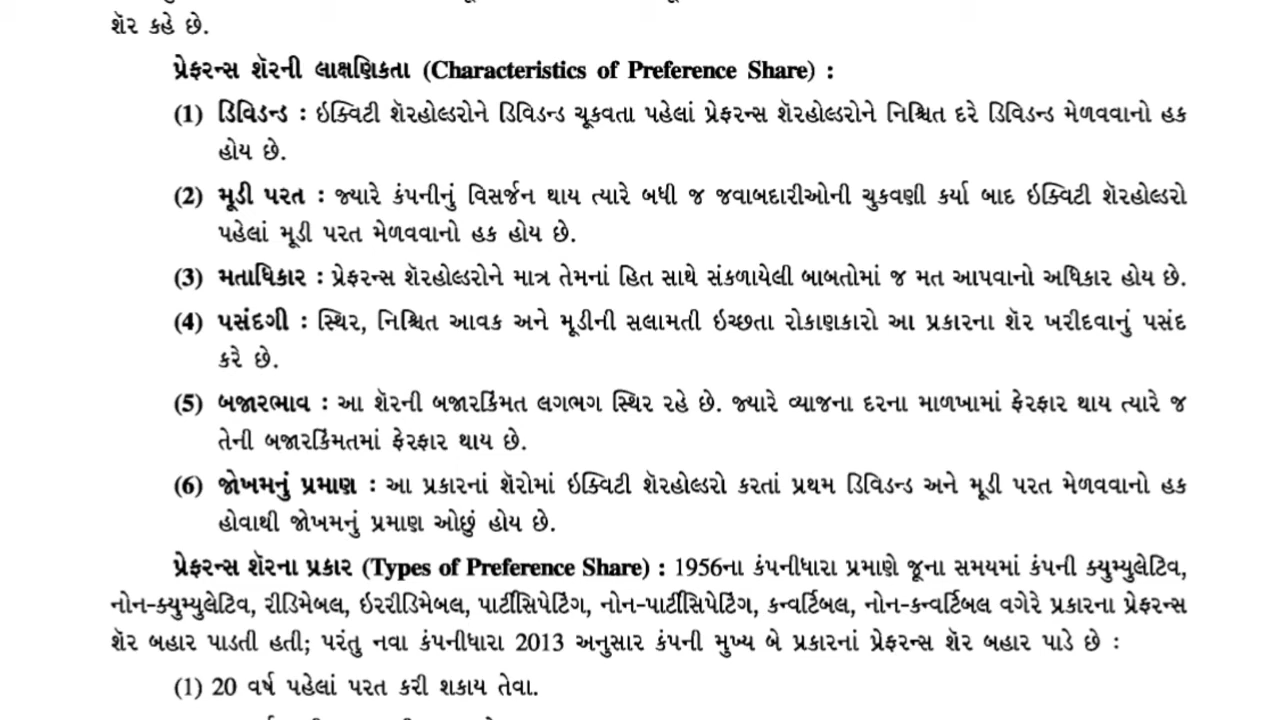 શૅર કહે છે.
પ્રેફરન્સ શૅરની લાક્ષણિકતા (Characteristics of Preference Share) :
(1) ડિવિડન્ડ : ઇક્વિટી શૅરહોલ્ડરોને ડિવિડન્ડ ચૂકવતા પહેલાં પ્રેફરન્સ શૅરહોલ્ડરોને નિશ્ચિત દરે ડિવિડન્ડ મેળવવાનો હક
હોય છે.
(2) મૂડી પરત : જ્યારે કંપનીનું વિસર્જન થાય ત્યારે બધી જ જવાબદારીઓની ચુકવણી કર્યા બાદ ઇક્વિટી શૅરહોલ્ડરો
પહેલાં મૂડી પરત મેળવવાનો હક હોય છે.
(3) મતાધિકાર : પ્રેફરન્સ શૅરહોલ્ડરોને માત્ર તેમનાં હિત સાથે સંકળાયેલી બાબતોમાં જ મત આપવાનો અધિકાર હોય છે.
(4) પસંદગી : સ્થિર, નિશ્ચિત આવક અને મૂડીની સલામતી ઇચ્છતા રોકાણકારો આ પ્રકારના શૅર ખરીદવાનું પસંદ
કરે છે.
(5) બજારભાવ : આ શૅરની બજારકિંમત લગભગ સ્થિર રહે છે. જ્યારે વ્યાજના દરના માળખામાં ફેરફાર થાય ત્યારે જ
તેની બજારકિંમતમાં ફેરફાર થાય છે.
(6) જોખમનું પ્રમાણ : આ પ્રકારનાં શૅરોમાં ઇક્વિટી શૅરહોલ્ડરો કરતાં પ્રથમ ડિવિડન્ડ અને મૂડી પરત મેળવવાનો હક
હોવાથી જોખમનું પ્રમાણ ઓછું હોય છે.
પ્રેફરન્સ શૅરના પ્રકાર (Types of Preference Share) : 1956ના કંપનીધારા પ્રમાણે જૂના સમયમાં કંપની ક્યુમ્યુલેટિવ,
નોન-ક્યુમ્યુલેટિવ, રીડિમેબલ, ઇરરીડિમેબલ, પાર્ટીસિપેટિંગ, નોન-પાર્ટીસિપેટિંગ, કન્વર્ટિબલ, નોન-કન્વર્ટિબલ વગેરે પ્રકારના પ્રેફરન્સ
શૅર બહાર પાડતી હતી; પરંતુ નવા કંપનીધારા 2013 અનુસાર કંપની મુખ્ય બે પ્રકારનાં પ્રેફરન્સ શૅર બહાર પાડે છે :
(1) 20 વર્ષ પહેલાં પરત કરી શકાય તેવા.